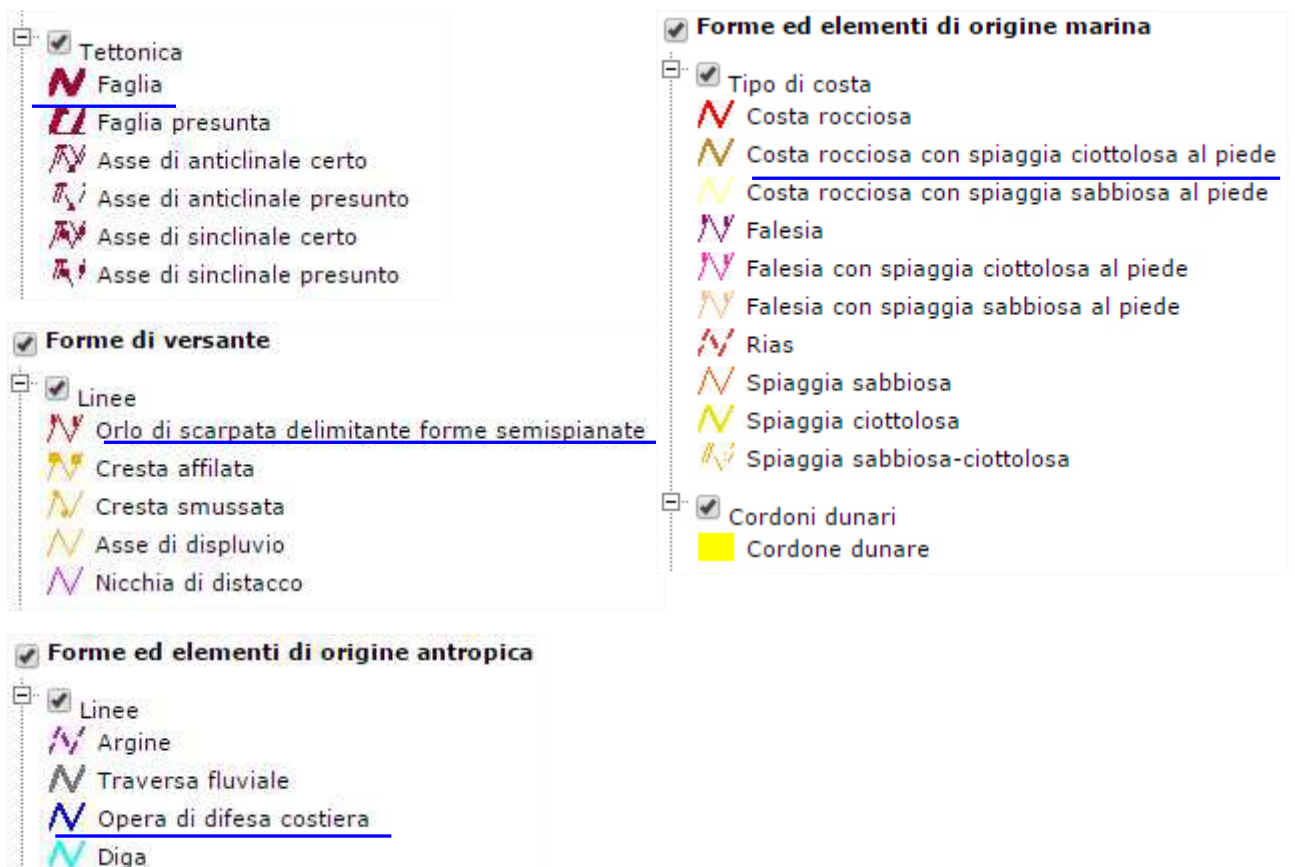 Tettonica
Faglia
Faglia presunta
Asse di anticlinale certo
Asse di anticlinale presunto
Asse di sinclinale certo
Asse di sinclinale presunto
Forme di versante
Linee
Orlo di scarpata delimitante forme semispianate
Cresta affilata
Cresta smussata
Asse di displuvio
Nicchia di distacco
Forme ed elementi di origine antropica
Linee
Argine
Traversa fluviale
Opera di difesa costiera
Diga
Forme ed elementi di origine marina
Tipo di costa
Costa rocciosa
Costa rocciosa con spiaggia ciottolosa al piede
Costa rocciosa con spiaggia sabbiosa al piede
Falesia
Falesia con spiaggia ciottolosa al piede
Falesia con spiaggia sabbiosa al piede
Rias
Spiaggia sabbiosa
Spiaggia ciottolosa
Spiaggia sabbiosa-ciottolosa
Cordoni dunari
Cordone dunare